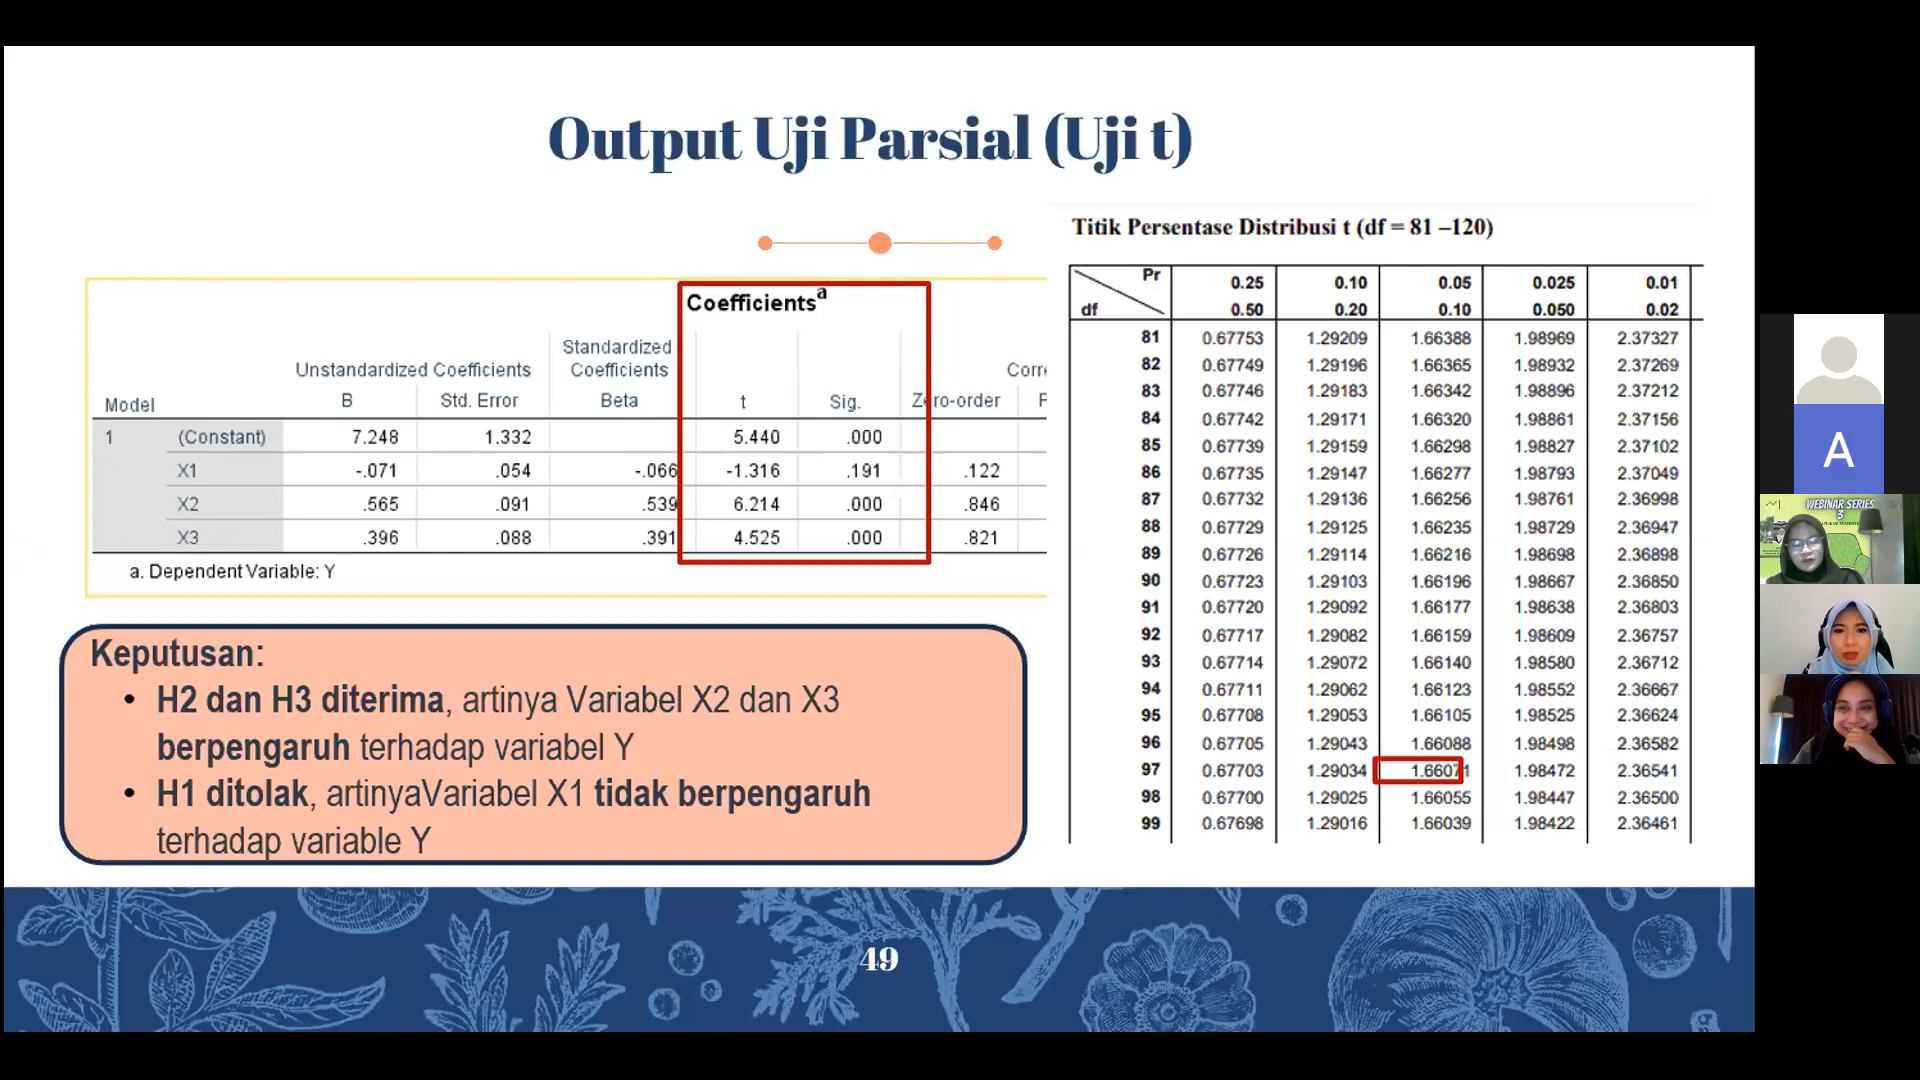 Output Uji Parsial (Uji t)
Coefficientsa
Unstandardized Coefficients Standardized Coefficients Corre
Model B Std. Error Beta t Sig. Zero-order
1 (Constant) 7.248 1.332 5.440 .000
X1 -.071 .054 -.066 -1.316 .191 .122
X2 .565 .091 .539 6.214 .000 .846
X3 .396 .088 .391 4.525 .000 .821
a. Dependent Variable: Y
Keputusan:
• H2 dan H3 diterima, artinya Variabel X2 dan X3
berpengaruh terhadap variabel Y
• H1 ditolak, artinyaVariabel X1 tidak berpengaruh
terhadap variable Y
Titik Persentase Distribusi t (df = 81 –120)
Pr 0.25 0.10 0.05 0.025 0.01
df 0.50 0.20 0.10 0.050 0.02
81 0.67753 1.29209 1.66388 1.98969 2.37327
82 0.67749 1.29196 1.66365 1.98932 2.37269
83 0.67746 1.29183 1.66342 1.98896 2.37212
84 0.67742 1.29171 1.66320 1.98861 2.37156
85 0.67739 1.29159 1.66298 1.98827 2.37102
86 0.67735 1.29147 1.66277 1.98793 2.37049
87 0.67732 1.29136 1.66256 1.98761 2.36998
88 0.67729 1.29125 1.66235 1.98729 2.36947
89 0.67726 1.29114 1.66216 1.98698 2.36898
90 0.67723 1.29103 1.66196 1.98667 2.36850
91 0.67720 1.29092 1.66177 1.98638 2.36803
92 0.67717 1.29082 1.66159 1.98609 2.36757
93 0.67714 1.29072 1.66140 1.98580 2.36712
94 0.67711 1.29062 1.66123 1.98552 2.36667
95 0.67708 1.29053 1.66105 1.98525 2.36624
96 0.67705 1.29043 1.66088 1.98498 2.36582
97 0.67703 1.29034 1.66071 1.98472 2.36541
98 0.67700 1.29025 1.66055 1.98447 2.36500
99 0.67698 1.29016 1.66039 1.98422 2.36461
49
A
WEBINAR SERIES
3